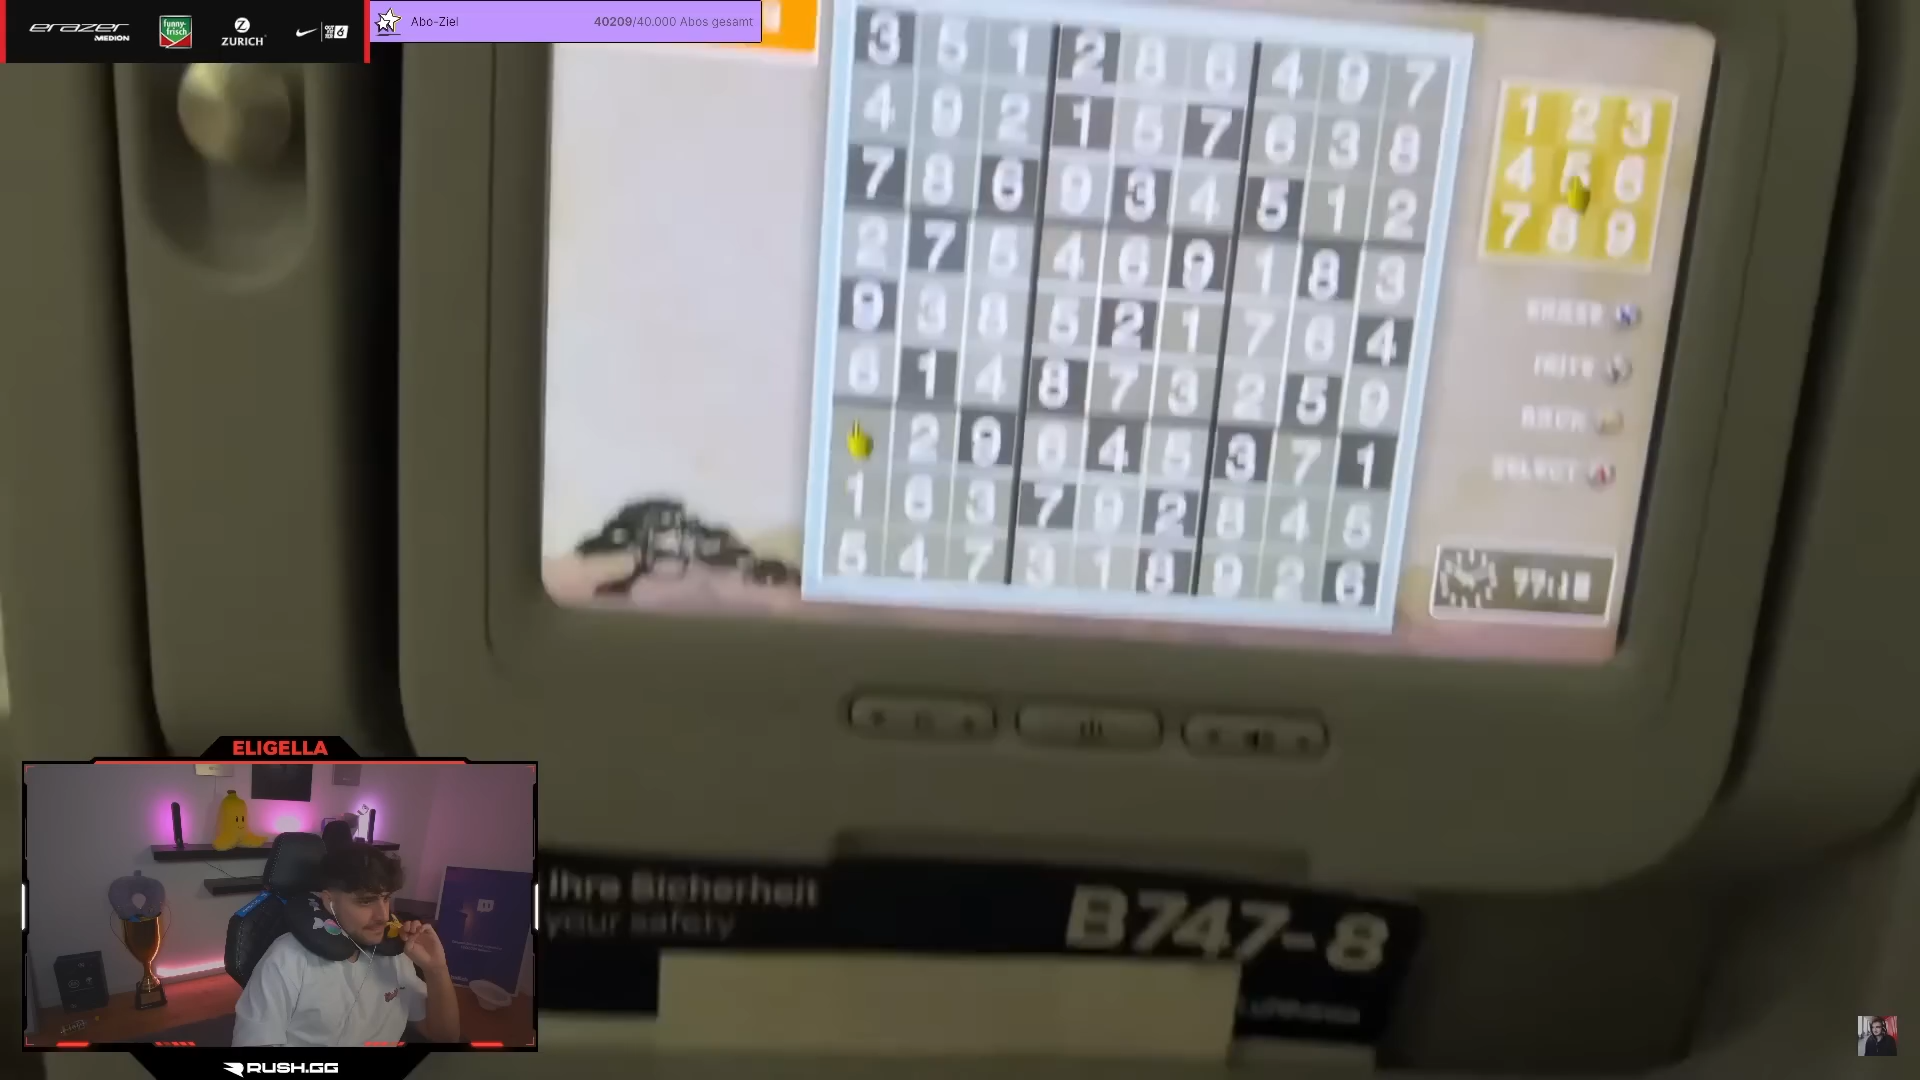 erazer
MEDION
funny-frisch
ZURICH
Abo-Ziel
40209/40.000 Abos gesamt
3 5 1 2 8 6 4 9 7
4 9 2 1 5 7 6 3 8
7 8 6 9 3 4 5 1 2
2 7 5 4 6 9 1 8 3
9 3 8 5 2 1 7 6 4
6 1 4 8 7 3 2 5 9
2 9 6 4 5 3 7 1
1 6 3 7 9 2 8 4 5
5 4 7 3 1 8 9 2 6
1 2 3
4 5 6
7 8 9
ERASE
NOTE
BACK
SELECT
Ihre Sicherheit
your safety
B747-8
ELIGELLA
RUSH.GG